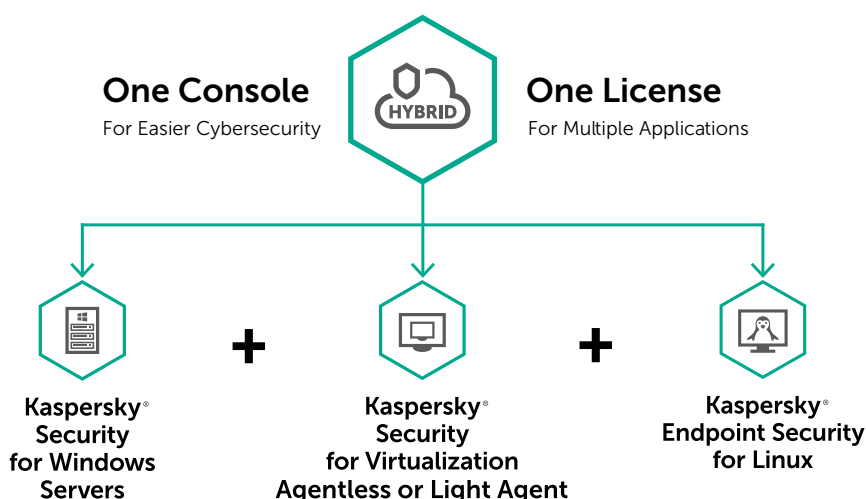 One Console
For Easier Cybersecurity
HYBRID
One License
For Multiple Applications
Kaspersky®
Security
for Windows
Servers
Kaspersky®
Security
for Virtualization
Agentless or Light Agent
Kaspersky®
Endpoint Security
for Linux